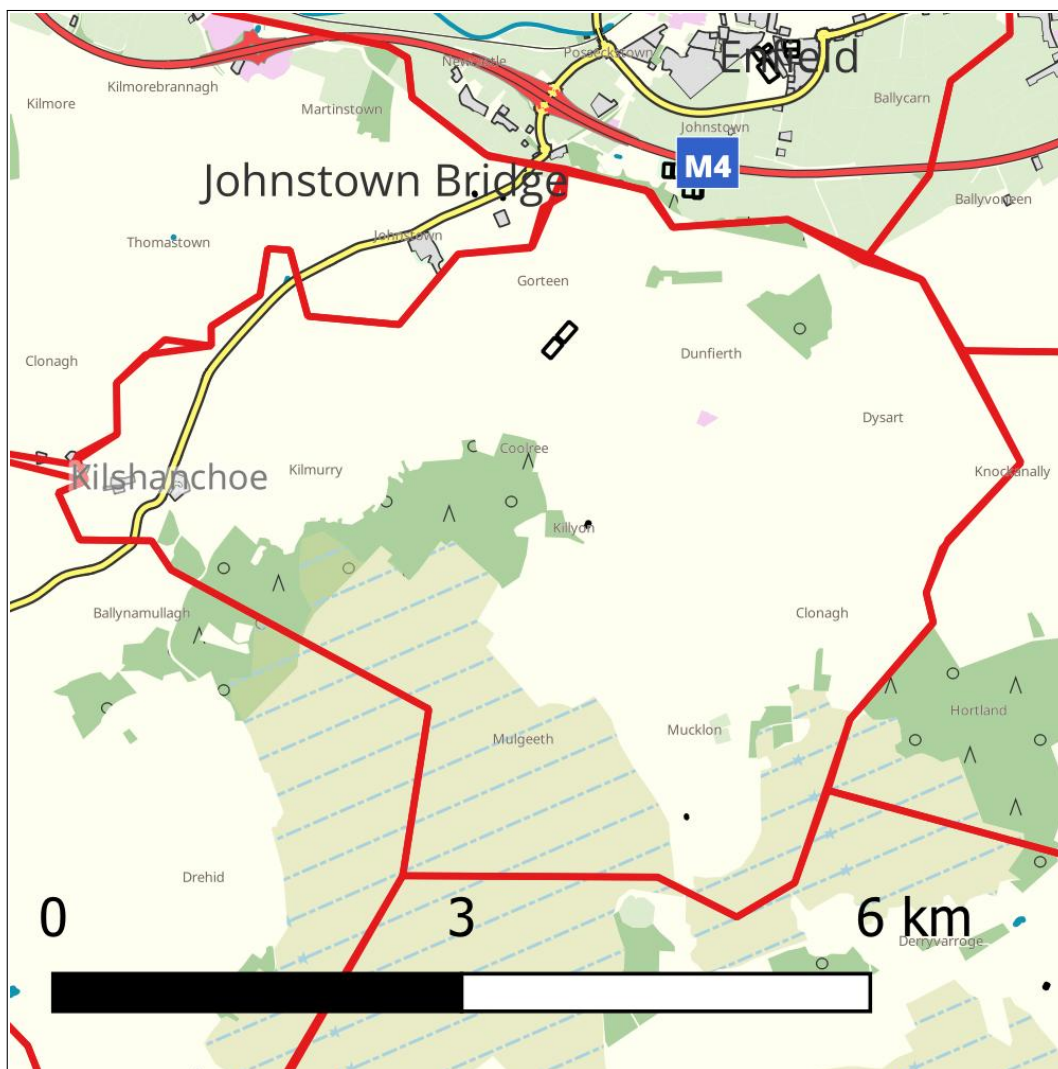 Posseckstown
Enfield
Newcastle
Kilmorebrannagh
Kilmore
Martinstown
Ballycarn
Johnstown
M4
Johnstown Bridge
Ballyvoneen
Johnstown
Thomastown
Gorteen
Dunfierth
Clonagh
Dysart
Coolree
Kilmurry
Kilshanchoe
Knockanally
Killyon
Ballynamullagh
Clonagh
Hortland
Mucklon
Mulgeeth
Drehid
0 3 6 km
Derryvarroge